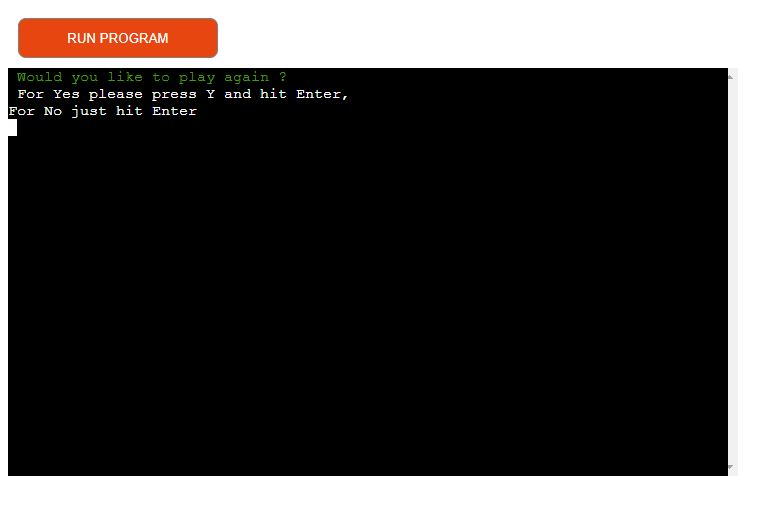 RUN PROGRAM
Would you like to play again ?
For Yes please press Y and hit Enter,
For No just hit Enter